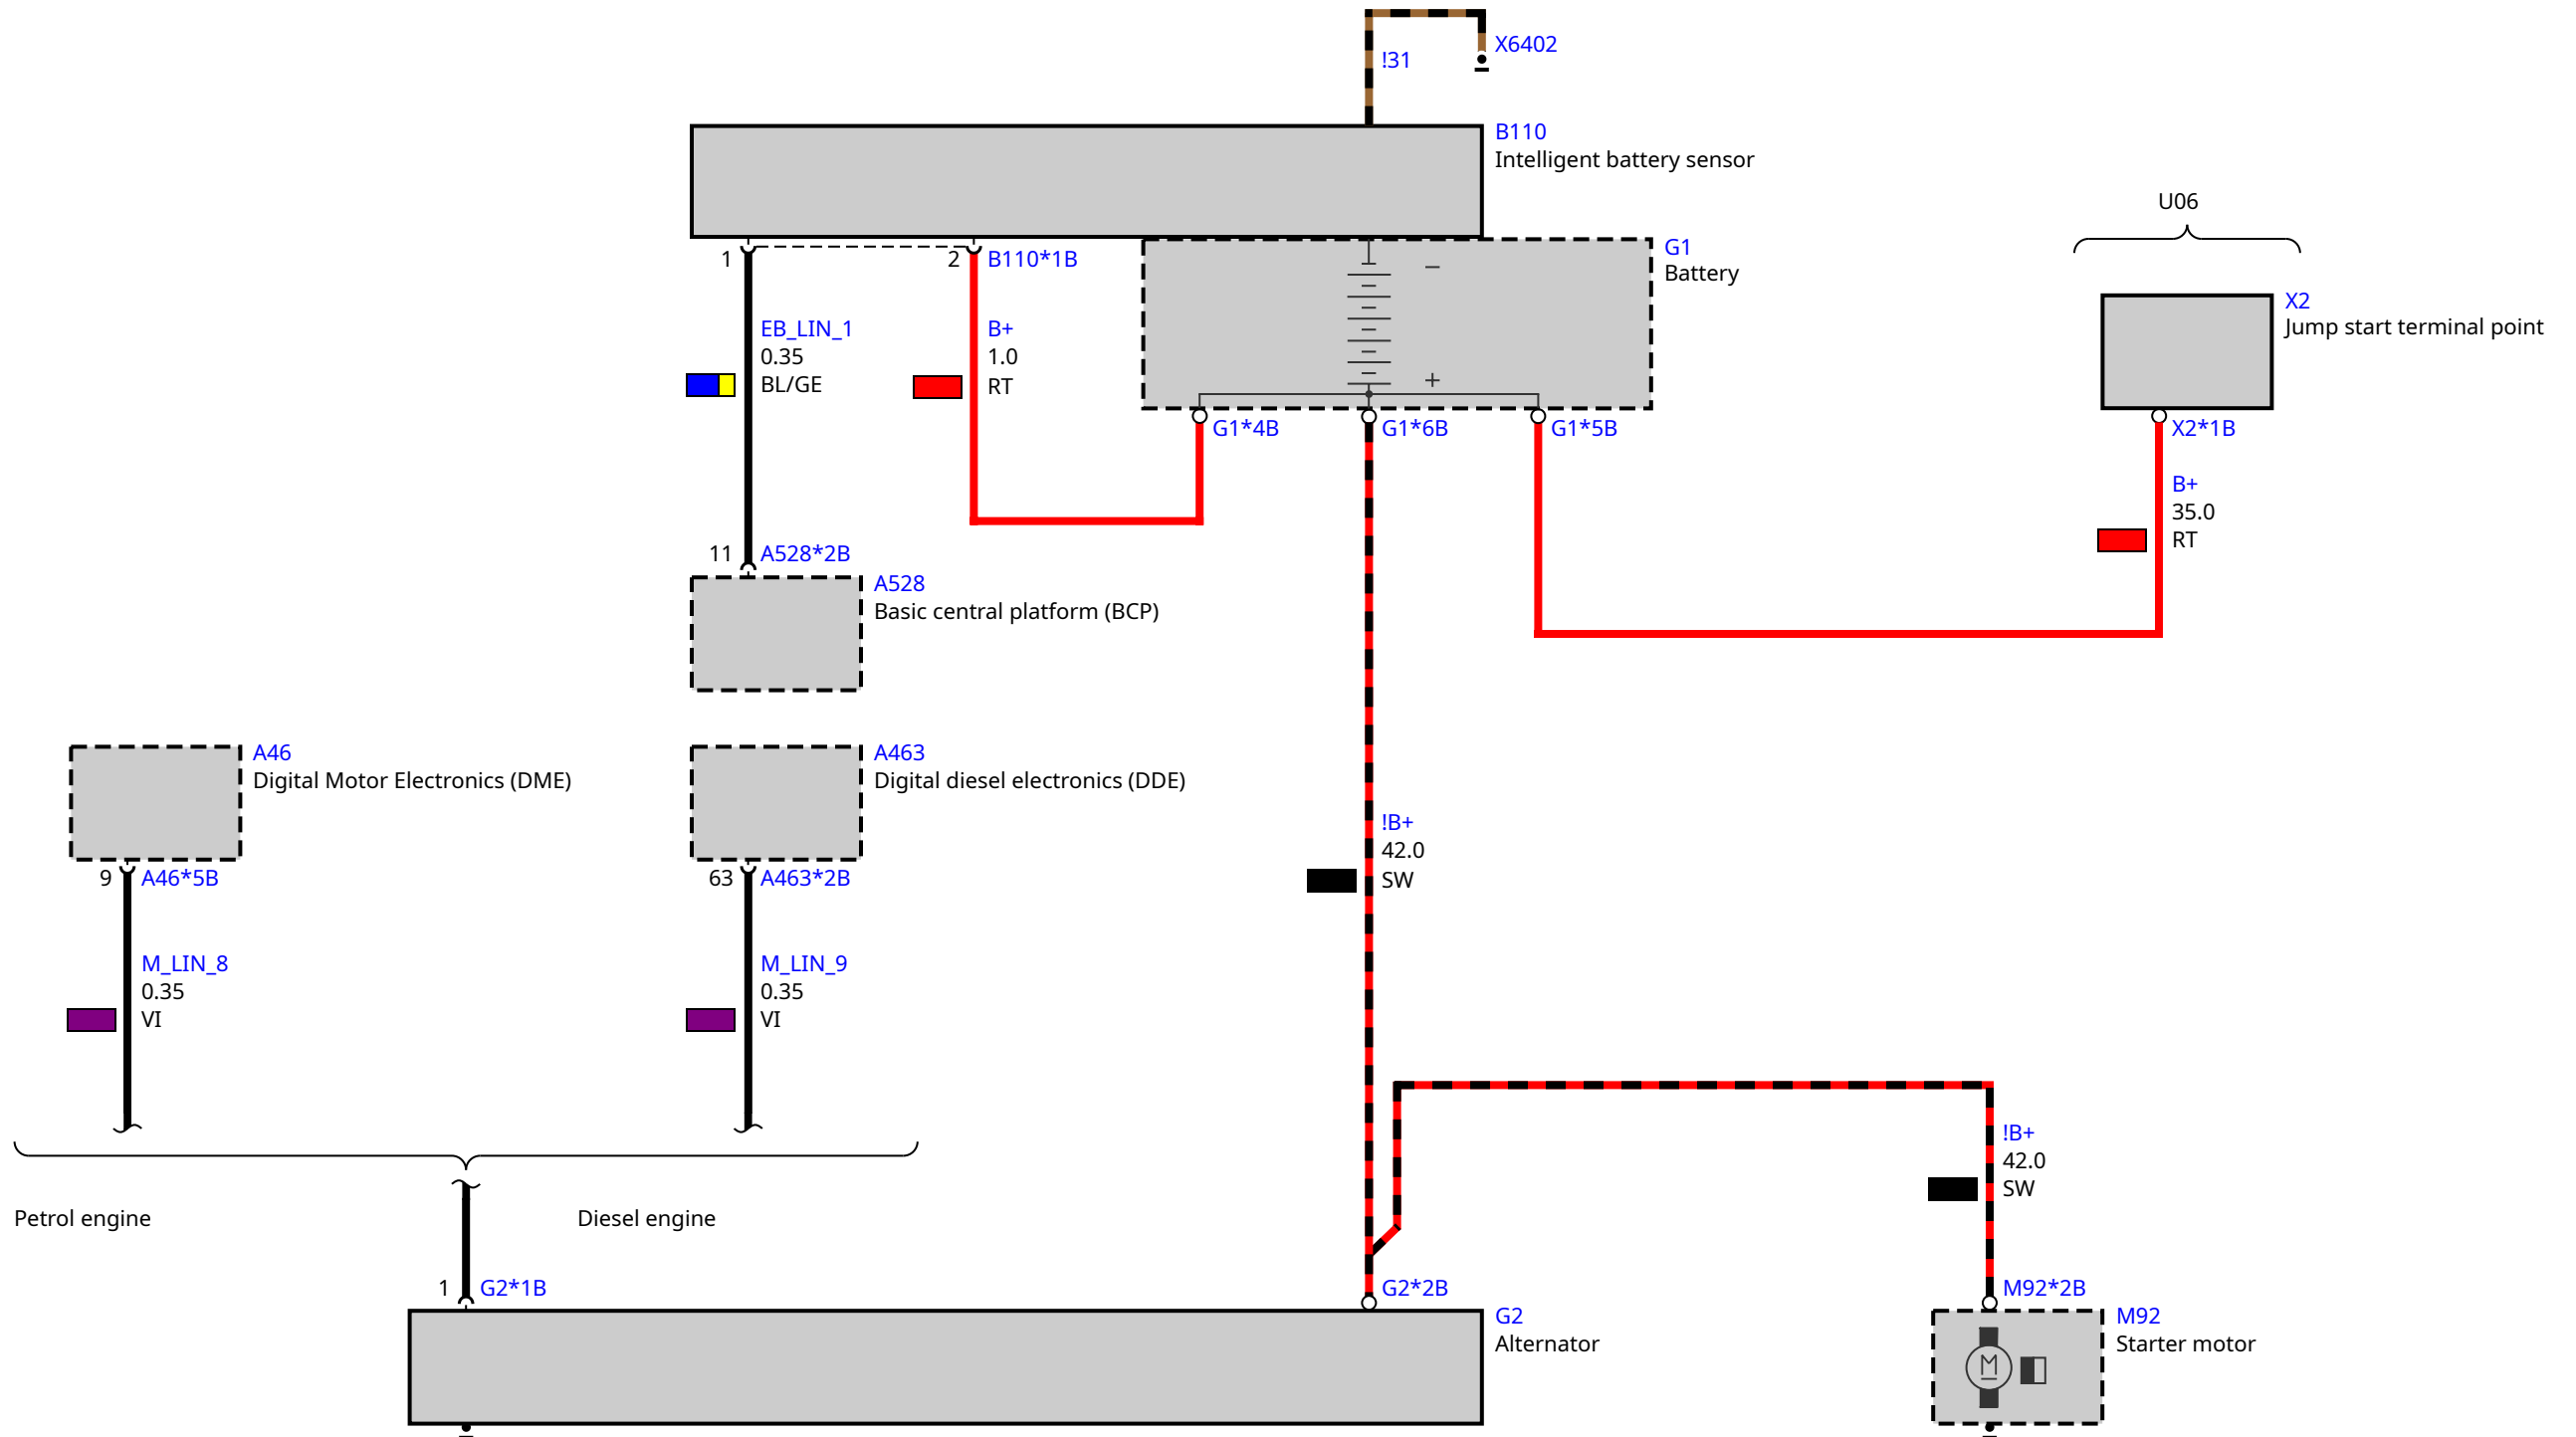 X6402
!31
B110
Intelligent battery sensor
U06
1
2
B110*1B
G1
Battery
−
+
X2
Jump start terminal point
EB_LIN_1
0.35
BL/GE
B+
1.0
RT
G1*4B
G1*6B
G1*5B
X2*1B
B+
35.0
RT
11
A528*2B
A528
Basic central platform (BCP)
A46
Digital Motor Electronics (DME)
A463
Digital diesel electronics (DDE)
!B+
42.0
SW
9
A46*5B
63
A463*2B
M_LIN_8
0.35
VI
M_LIN_9
0.35
VI
!B+
42.0
SW
Petrol engine
Diesel engine
1
G2*1B
G2*2B
M92*2B
G2
Alternator
M92
Starter motor
M